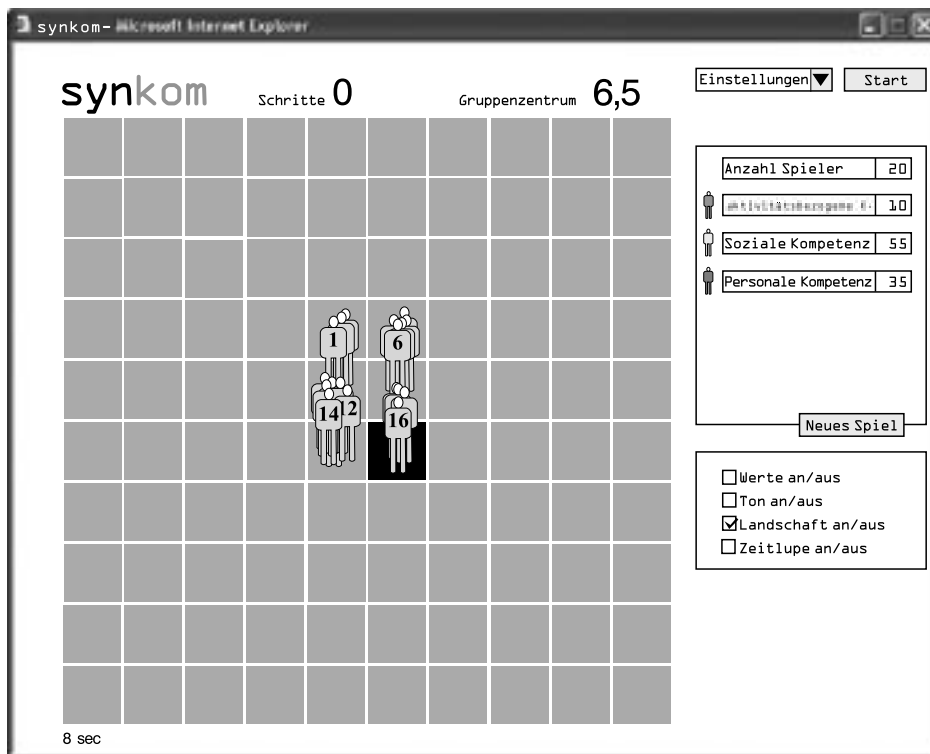 synkom- Microsoft Internet Explorer
synkom
Schritte 0
Gruppenzentrum 6,5
Einstellungen
Start
Anzahl Spieler 20
10
Soziale Kompetenz 55
Personale Kompetenz 35
Neues Spiel
Werte an/aus
Ton an/aus
Landschaft an/aus
Zeitlupe an/aus
1
6
14
12
16
8 sec